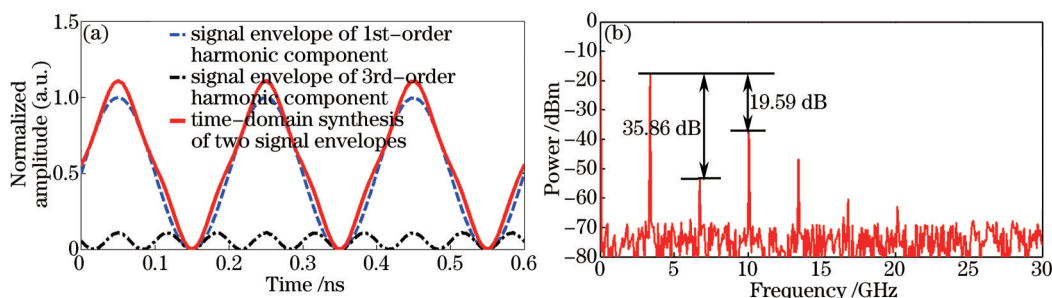 (a)
signal envelope of 1st-order
harmonic component
signal envelope of 3rd-order
harmonic component
time-domain synthesis
of two signal envelopes
Normalized
amplitude (a.u.)
1.5
1.0
0.5
0
0
0.1
0.2
0.3
0.4
0.5
0.6
Time /ns
(b)
35.86 dB
19.59 dB
Power /dBm
0
-10
-20
-30
-40
-50
-60
-70
-80
0
5
10
15
20
25
30
Frequency /GHz